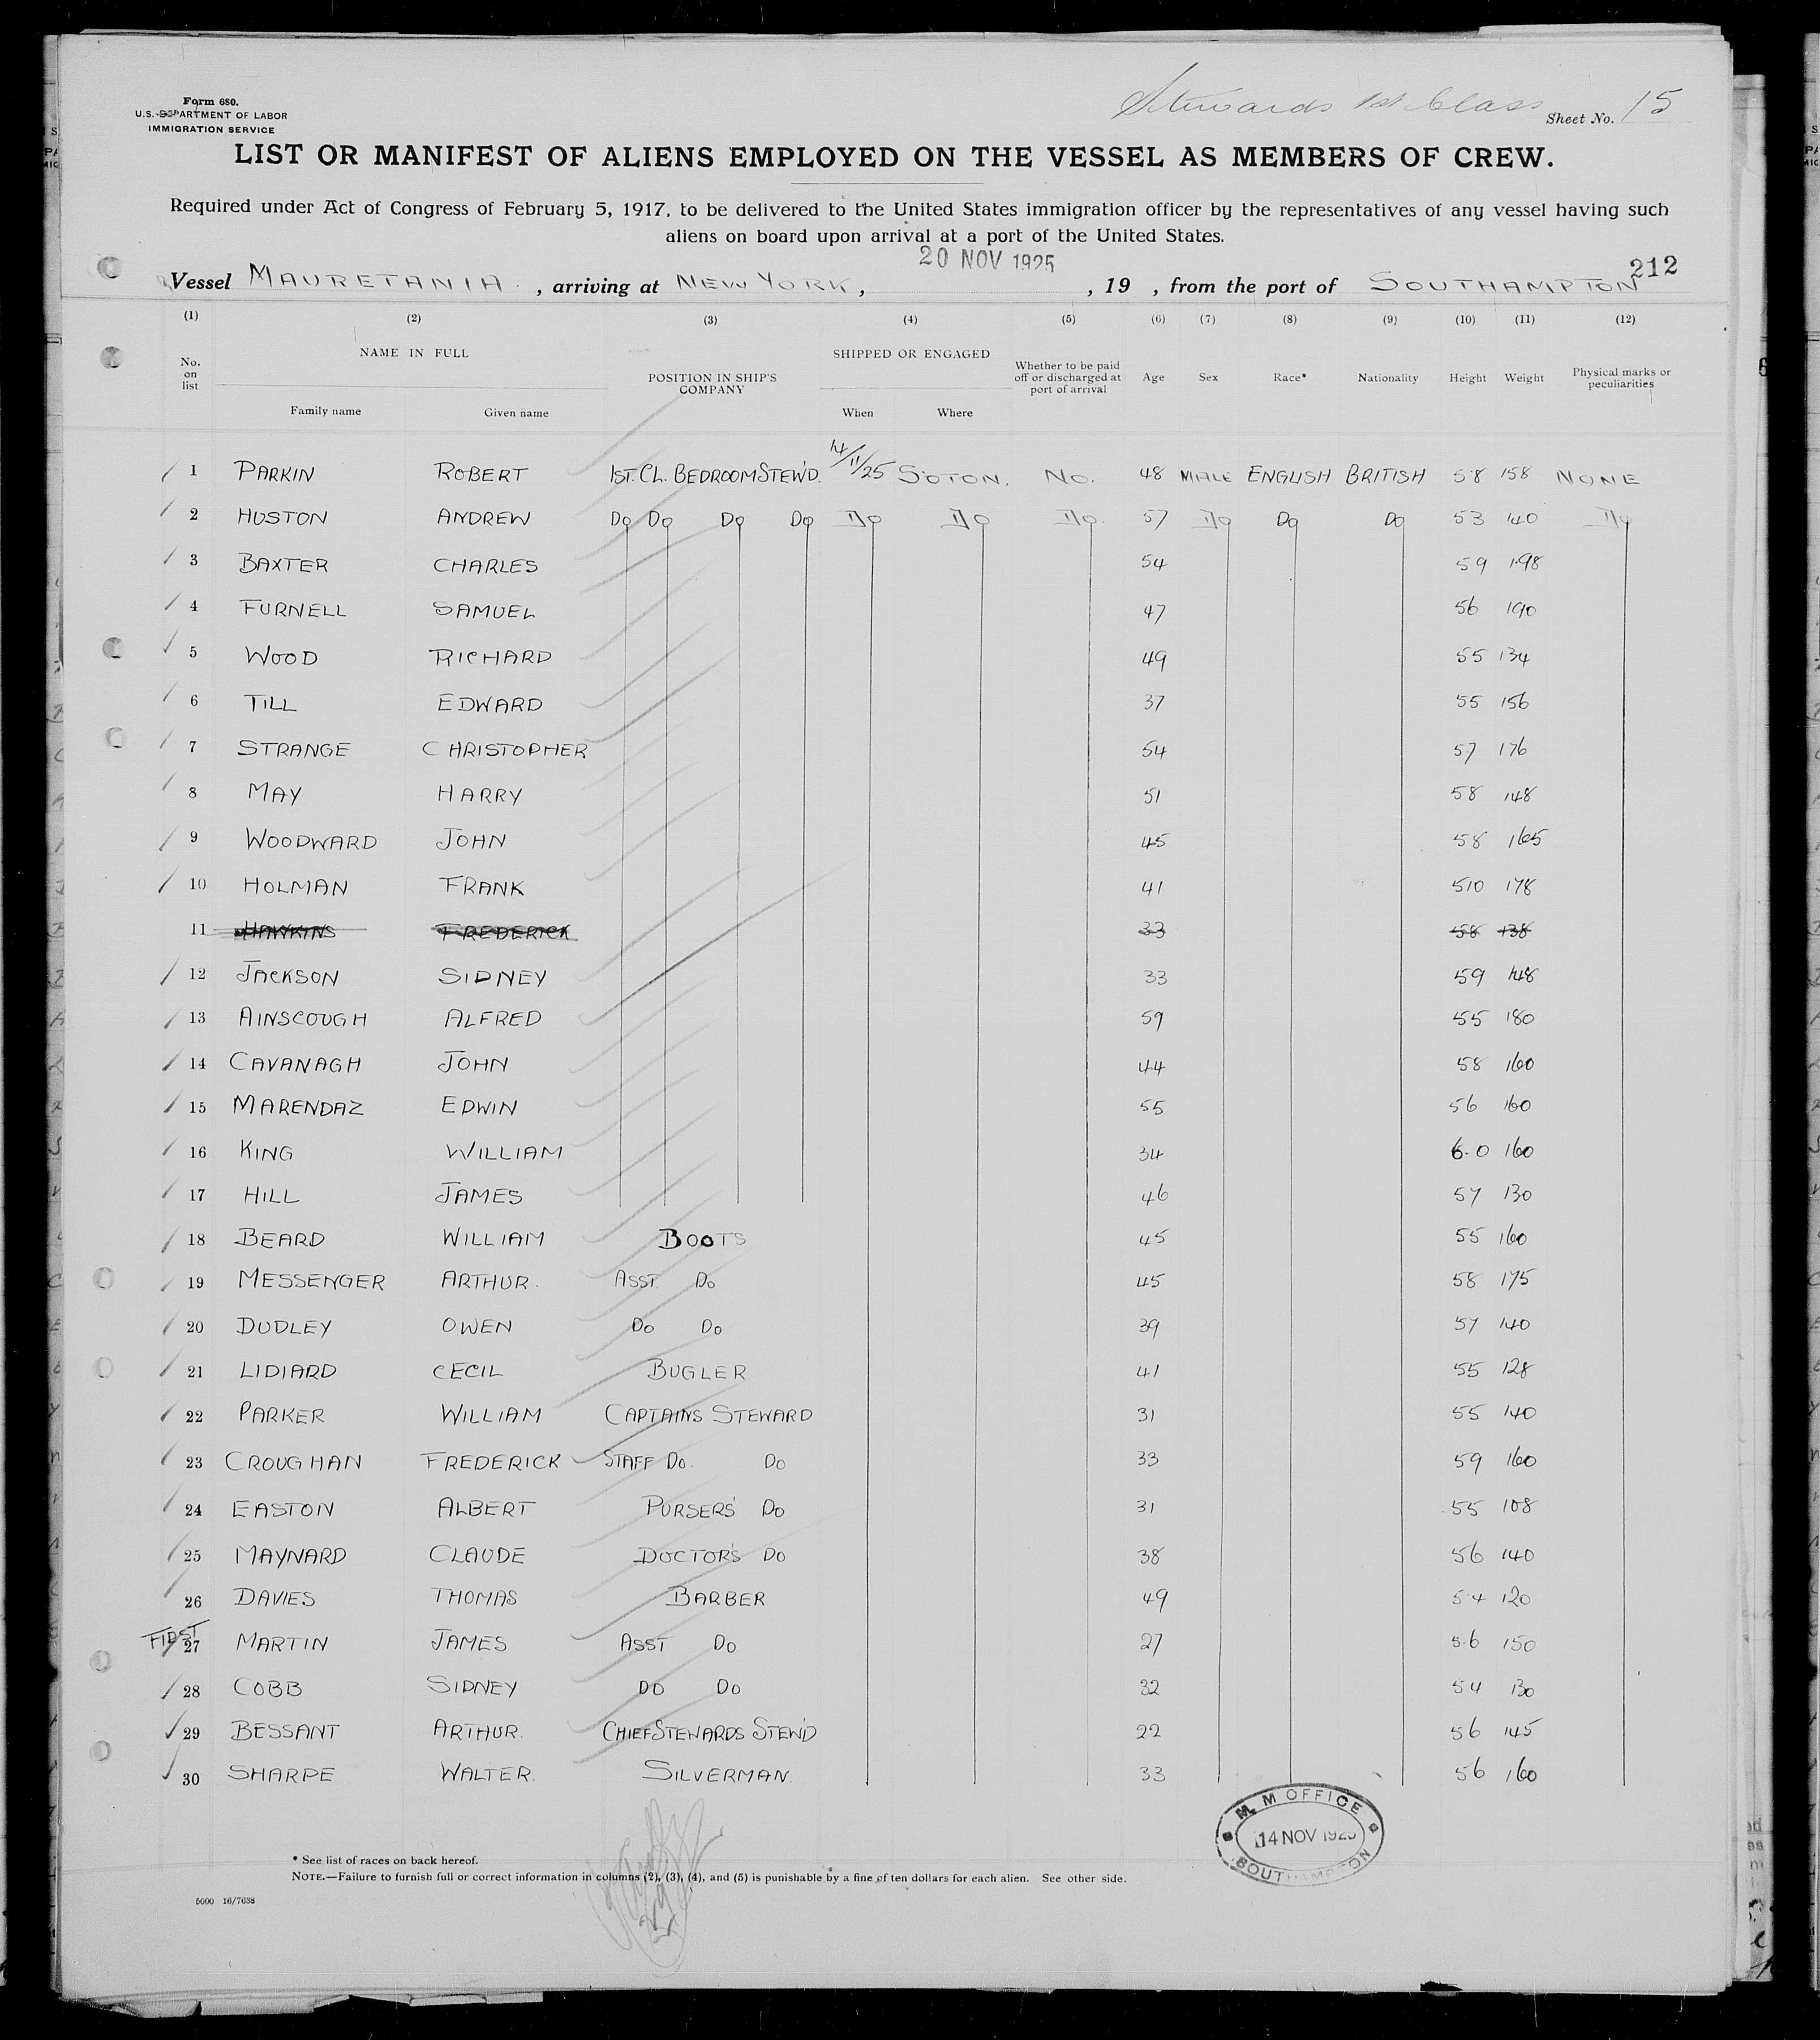 Stewards 1st Class
Form 680.
U.S. DEPARTMENT OF LABOR
IMMIGRATION SERVICE
Sheet No. 15
LIST OR MANIFEST OF ALIENS EMPLOYED ON THE VESSEL AS MEMBERS OF CREW.
Required under Act of Congress of February 5, 1917, to be delivered to the United States immigration officer by the representatives of any vessel having such
aliens on board upon arrival at a port of the United States.
20 NOV 1925
212
Vessel MAURETANIA, arriving at NEW YORK, , 19 , from the port of SOUTHAMPTON
(1) (2) (3) (4) (5) (6) (7) (8) (9) (10) (11) (12)
No. on list NAME IN FULL POSITION IN SHIP'S COMPANY SHIPPED OR ENGAGED Whether to be paid off or discharged at port of arrival Age Sex Race* Nationality Height Weight Physical marks or peculiarities
Family name Given name When Where
1 PARKIN ROBERT 1ST. CL. BEDROOM STEW'D. 14/11/25 S'OTON. NO. 48 MALE ENGLISH BRITISH 58 158 NONE
2 HUSTON ANDREW DO DO DO DO DO DO DO 57 DO DO DO 53 140 DO
3 BAXTER CHARLES 54 59 198
4 FURNELL SAMUEL 47 56 190
5 WOOD RICHARD 49 55 134
6 TILL EDWARD 37 55 156
7 STRANGE CHRISTOPHER 54 57 176
8 MAY HARRY 51 58 148
9 WOODWARD JOHN 45 58 165
10 HOLMAN FRANK 41 510 178
11 HAWKINS FREDERICK 33 58 138
12 JACKSON SIDNEY 33 59 148
13 AINSCOUGH ALFRED 59 55 180
14 CAVANAGH JOHN 44 58 160
15 MARENDAZ EDWIN 55 56 160
16 KING WILLIAM 34 6.0 160
17 HILL JAMES 46 57 130
18 BEARD WILLIAM BOOTS 45 55 160
19 MESSENGER ARTHUR. ASST. DO 45 58 175
20 DUDLEY OWEN DO DO 39 57 140
21 LIDIARD CECIL BUGLER 41 55 128
22 PARKER WILLIAM CAPTAINS STEWARD 31 55 140
23 CROUGHAN FREDERICK STAFF DO. DO 33 59 160
24 EASTON ALBERT PURSERS' DO 31 55 108
25 MAYNARD CLAUDE DOCTOR'S DO 38 56 140
26 DAVIES THOMAS BARBER 49 54 120
FIRST
27 MARTIN JAMES ASST DO 27 56 150
28 COBB SIDNEY DO DO 32 54 130
29 BESSANT ARTHUR. CHIEF STEWARDS STEW'D 22 56 145
30 SHARPE WALTER. SILVERMAN. 33 56 160
M M OFFICE
14 NOV 1925
SOUTHAMPTON
* See list of races on back hereof.
NOTE.—Failure to furnish full or correct information in columns (2), (3), (4), and (5) is punishable by a fine of ten dollars for each alien. See other side.
29
5000 16/7638